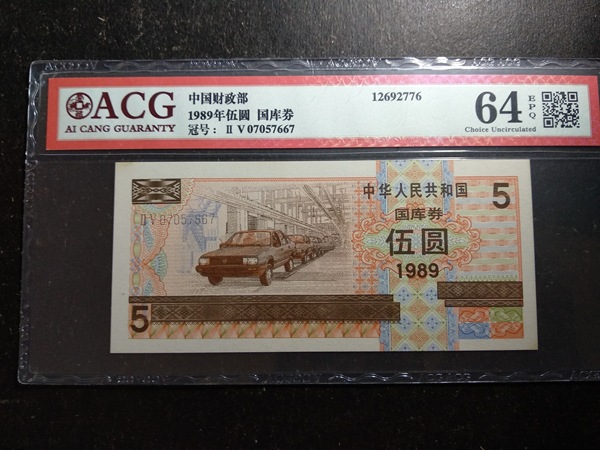 ACG
AI CANG GUARANTY
中国财政部
1989年伍圆 国库券
冠号： ⅡⅤ07057667
12692776
64
EPQ
Choice Uncirculated
ⅡⅤ07057667
中华人民共和国
国库券
伍圆
1989
5
5